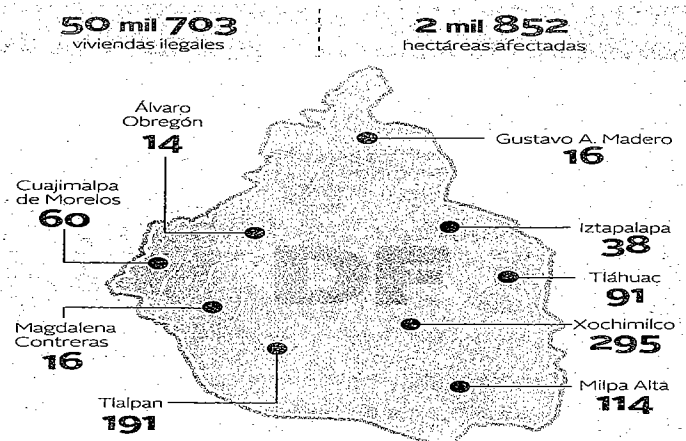 50 mil 703
viviendas ilegales
2 mil 852
hectáreas afectadas
Álvaro
Obregón
14
Gustavo A. Madero
16
Cuajimalpa
de Morelos
60
Iztapalapa
38
Tláhuac
91
DF
Magdalena
Contreras
16
Xochimilco
295
Tlalpan
191
Milpa Alta
114